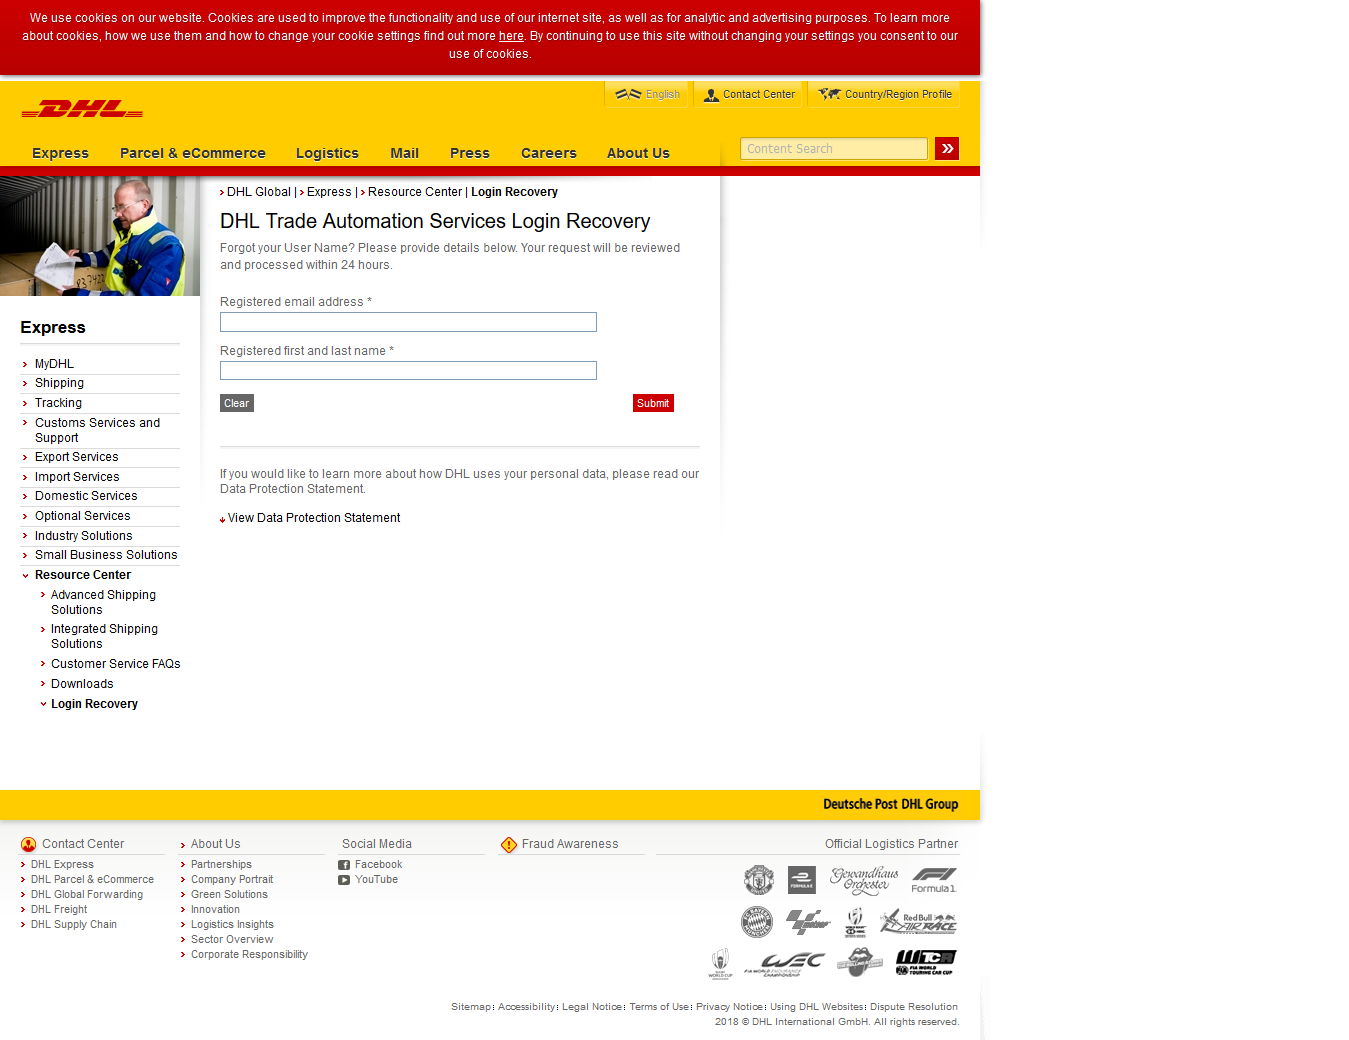 We use cookies on our website. Cookies are used to improve the functionality and use of our internet site, as well as for analytic and advertising purposes. To learn more
about cookies, how we use them and how to change your cookie settings find out more here. By continuing to use this site without changing your settings you consent to our
use of cookies.
English
Contact Center
Country/Region Profile
DHL
Express
Parcel & eCommerce
Logistics
Mail
Press
Careers
About Us
Content Search
DHL Global | Express | Resource Center | Login Recovery
DHL Trade Automation Services Login Recovery
Forgot your User Name? Please provide details below. Your request will be reviewed
and processed within 24 hours.
Registered email address *
Registered first and last name *
Clear
Submit
If you would like to learn more about how DHL uses your personal data, please read our
Data Protection Statement.
View Data Protection Statement
Express
MyDHL
Shipping
Tracking
Customs Services and
Support
Export Services
Import Services
Domestic Services
Optional Services
Industry Solutions
Small Business Solutions
Resource Center
Advanced Shipping
Solutions
Integrated Shipping
Solutions
Customer Service FAQs
Downloads
Login Recovery
Deutsche Post DHL Group
Contact Center
DHL Express
DHL Parcel & eCommerce
DHL Global Forwarding
DHL Freight
DHL Supply Chain
About Us
Partnerships
Company Portrait
Green Solutions
Innovation
Logistics Insights
Sector Overview
Corporate Responsibility
Social Media
Facebook
YouTube
Fraud Awareness
Official Logistics Partner
Gewandhaus
Orchester
Formula 1
Red Bull
AIR RACE
WEC
FIA WORLD ENDURANCE
CHAMPIONSHIP
WTCR
FIA WORLD
TOURING CAR CUP
Sitemap
Accessibility
Legal Notice
Terms of Use
Privacy Notice
Using DHL Websites
Dispute Resolution
2018 © DHL International GmbH. All rights reserved.